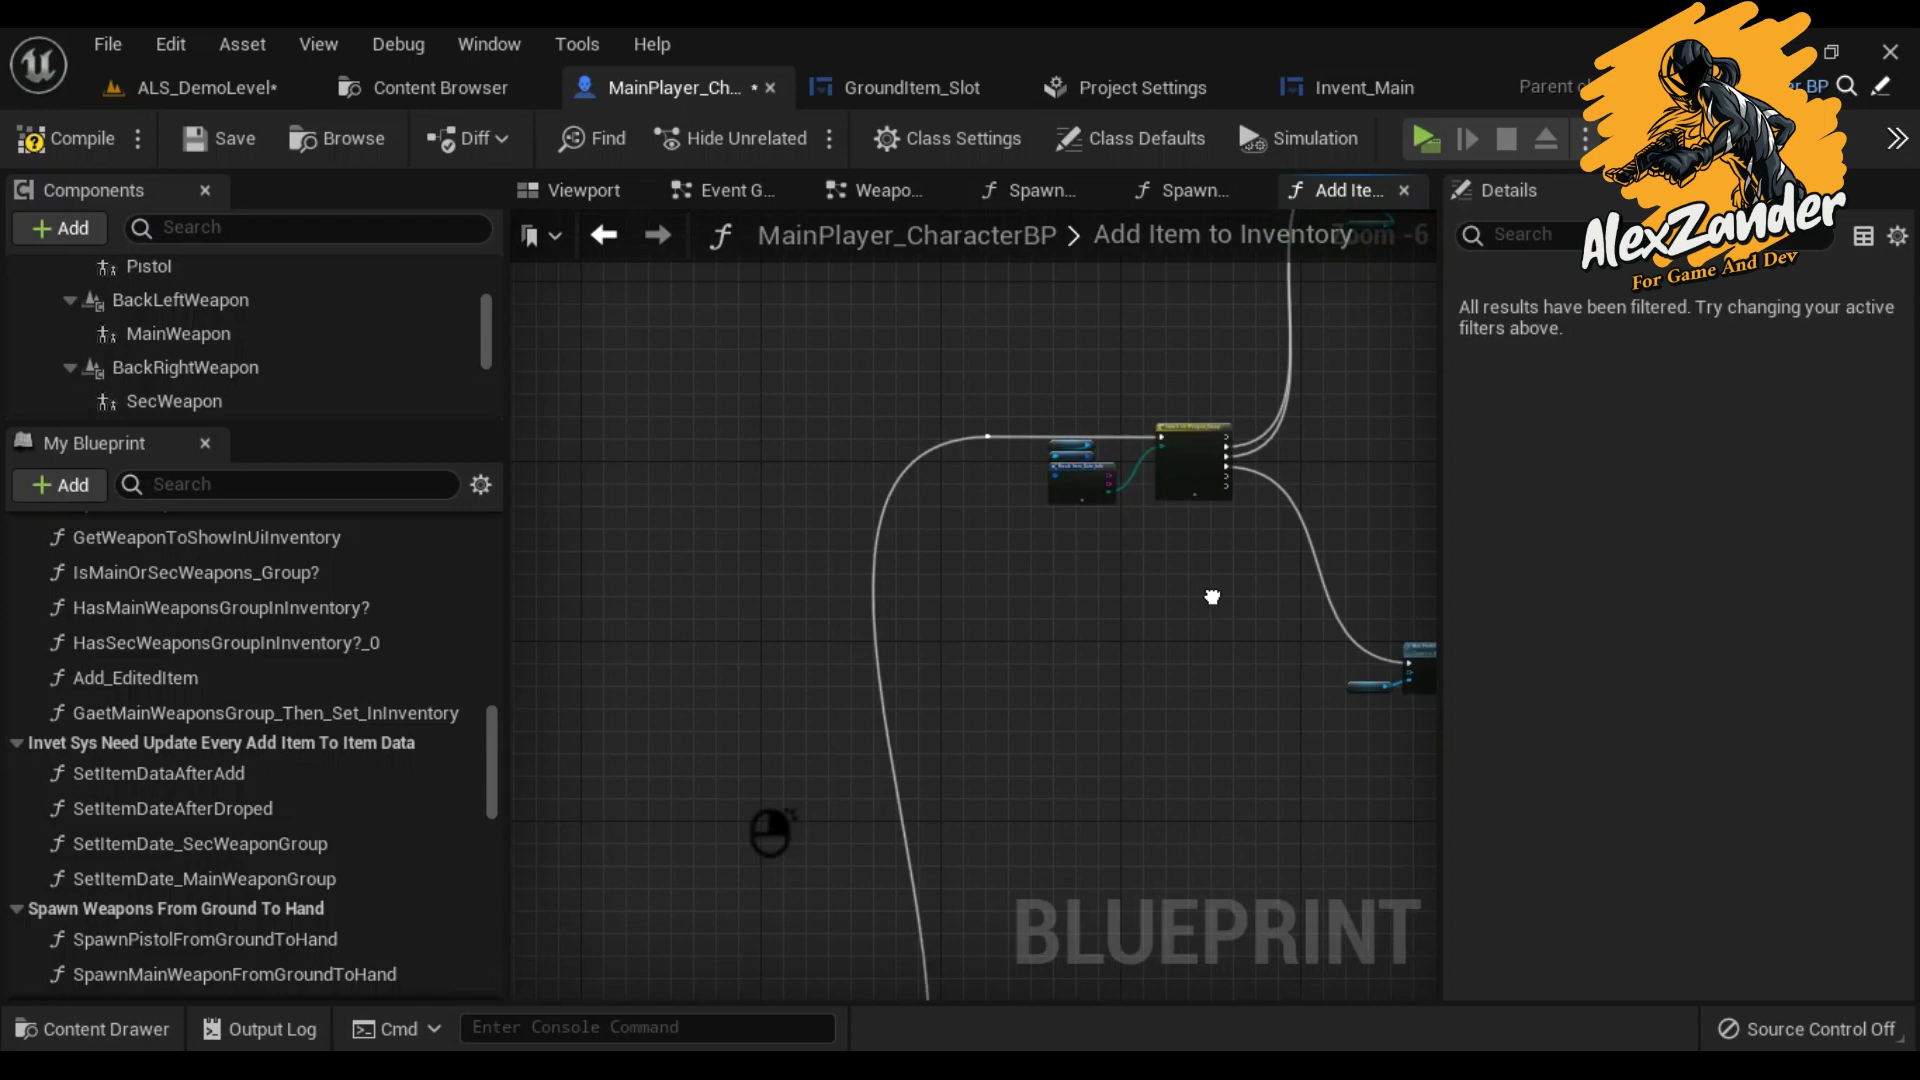 File Edit Asset View Debug Window Tools Help
ALS_DemoLevel* Content Browser MainPlayer_Ch... * GroundItem_Slot Project Settings Invent_Main Parent
Compile Save Browse Diff Find Hide Unrelated Class Settings Class Defaults Simulation
Components
Add Search
Pistol
BackLeftWeapon
MainWeapon
BackRightWeapon
SecWeapon
My Blueprint
Add Search
GetWeaponToShowInUiInventory
IsMainOrSecWeapons_Group?
HasMainWeaponsGroupInInventory?
HasSecWeaponsGroupInInventory?_0
Add_EditedItem
GaetMainWeaponsGroup_Then_Set_InInventory
Invet Sys Need Update Every Add Item To Item Data
SetItemDataAfterAdd
SetItemDateAfterDroped
SetItemDate_SecWeaponGroup
SetItemDate_MainWeaponGroup
Spawn Weapons From Ground To Hand
SpawnPistolFromGroundToHand
SpawnMainWeaponFromGroundToHand
Viewport Event G... Weapo... Spawn... Spawn... Add Ite...
MainPlayer_CharacterBP > Add Item to Inventory Zoom -6
BLUEPRINT
Details
Search
All results have been filtered. Try changing your active
filters above.
AlexZander
For Game And Dev
Content Drawer Output Log Cmd Enter Console Command Source Control Off